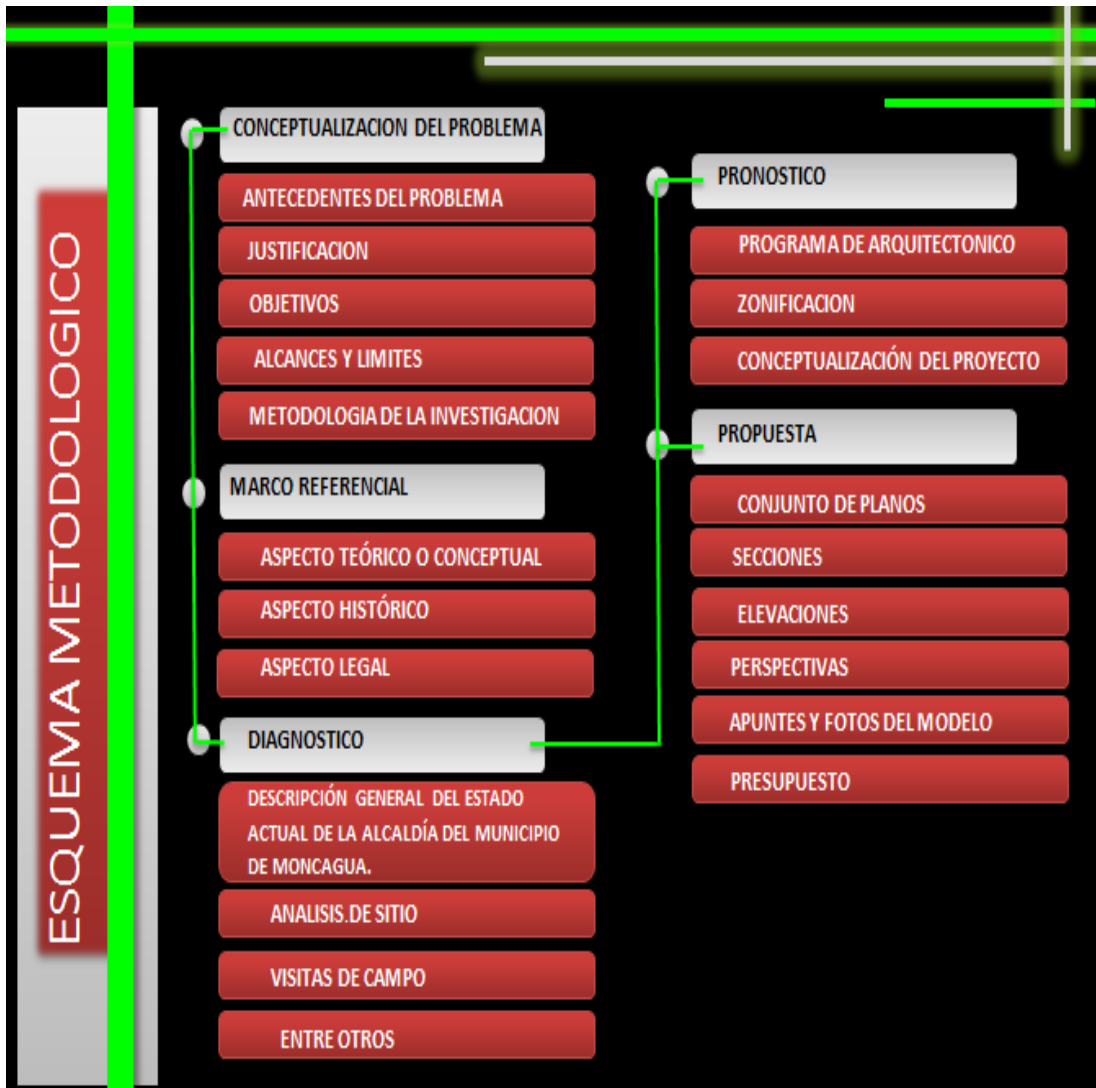 ESQUEMA METODOLOGICO
CONCEPTUALIZACION DEL PROBLEMA
ANTECEDENTES DEL PROBLEMA
JUSTIFICACION
OBJETIVOS
ALCANCES Y LIMITES
METODOLOGIA DE LA INVESTIGACION
MARCO REFERENCIAL
ASPECTO TEÓRICO O CONCEPTUAL
ASPECTO HISTÓRICO
ASPECTO LEGAL
DIAGNOSTICO
DESCRIPCIÓN GENERAL DEL ESTADO
ACTUAL DE LA ALCALDÍA DEL MUNICIPIO
DE MONCAGUA.
ANALISIS.DE SITIO
VISITAS DE CAMPO
ENTRE OTROS
PRONOSTICO
PROGRAMA DE ARQUITECTONICO
ZONIFICACION
CONCEPTUALIZACIÓN DEL PROYECTO
PROPUESTA
CONJUNTO DE PLANOS
SECCIONES
ELEVACIONES
PERSPECTIVAS
APUNTES Y FOTOS DEL MODELO
PRESUPUESTO